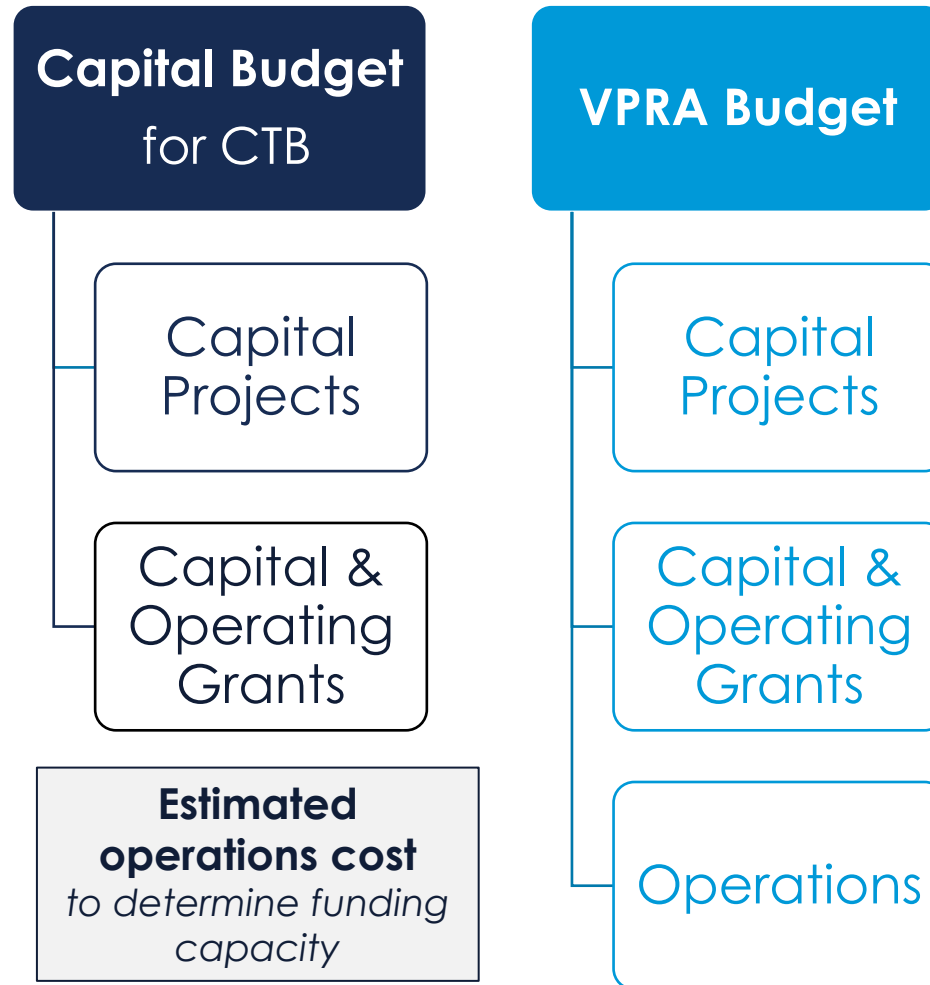 Capital Budget
for CTB
Capital
Projects
Capital &
Operating
Grants
Estimated
operations cost
to determine funding
capacity
VPRA Budget
Capital
Projects
Capital &
Operating
Grants
Operations